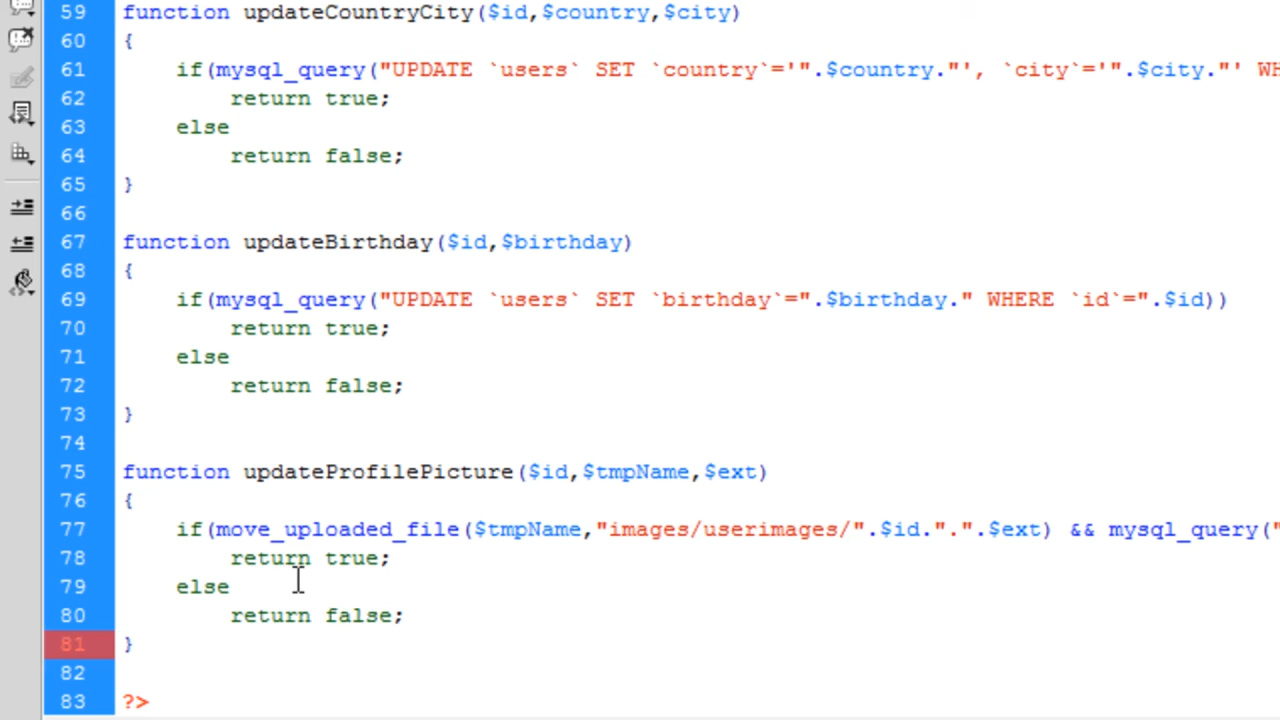 59 function updateCountryCity($id,$country,$city)
60 {
61 if(mysql_query("UPDATE `users` SET `country`='".$country."', `city`='".$city."' WH
62 return true;
63 else
64 return false;
65 }
66
67 function updateBirthday($id,$birthday)
68 {
69 if(mysql_query("UPDATE `users` SET `birthday`=".$birthday." WHERE `id`=".$id))
70 return true;
71 else
72 return false;
73 }
74
75 function updateProfilePicture($id,$tmpName,$ext)
76 {
77 if(move_uploaded_file($tmpName,"images/userimages/".$id.".".$ext) && mysql_query("
78 return true;
79 else
80 return false;
81 }
82
83 ?>